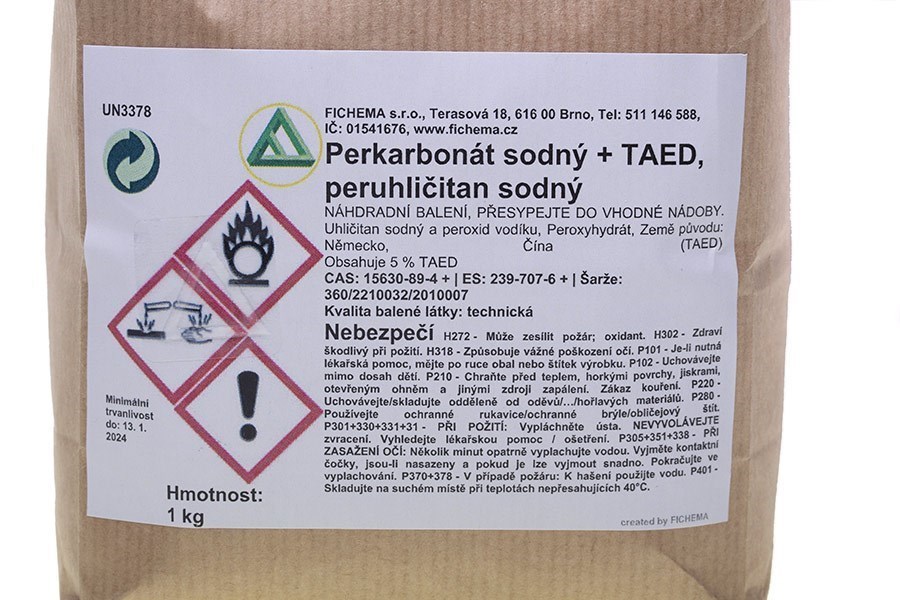 UN3378
FICHEMA s.r.o., Terasová 18, 616 00 Brno, Tel: 511 146 588,
IČ: 01541676, www.fichema.cz
Perkarbonát sodný + TAED,
peruhličitan sodný
NÁHDRADNÍ BALENÍ, PŘESYPEJTE DO VHODNÉ NÁDOBY.
Uhličitan sodný a peroxid vodíku, Peroxyhydrát, Země původu:
Německo, Čína (TAED)
Obsahuje 5 % TAED
CAS: 15630-89-4 + | ES: 239-707-6 + | Šarže:
360/2210032/2010007
Kvalita balené látky: technická
Nebezpečí H272 - Může zesílit požár; oxidant. H302 - Zdraví
škodlivý při požití. H318 - Způsobuje vážné poškození očí. P101 - Je-li nutná
lékařská pomoc, mějte po ruce obal nebo štítek výrobku. P102 - Uchovávejte
mimo dosah dětí. P210 - Chraňte před teplem, horkými povrchy, jiskrami,
otevřeným ohněm a jinými zdroji zapálení. Zákaz kouření. P220 -
Uchovávejte/skladujte odděleně od oděvů/.../hořlavých materiálů. P280 -
Používejte ochranné rukavice/ochranné brýle/obličejový štít.
P301+330+331+31 - PŘI POŽITÍ: Vypláchněte ústa. NEVYVOLÁVEJTE
zvracení. Vyhledejte lékařskou pomoc / ošetření. P305+351+338 - PŘI
ZASAŽENÍ OČÍ: Několik minut opatrně vyplachujte vodou. Vyjměte kontaktní
čočky, jsou-li nasazeny a pokud je lze vyjmout snadno. Pokračujte ve
vyplachování. P370+378 - V případě požáru: K hašení použijte vodu. P401 -
Skladujte na suchém místě při teplotách nepřesahujících 40°C.
Minimální
trvanlivost
do: 13. 1.
2024
Hmotnost:
1 kg
created by FICHEMA